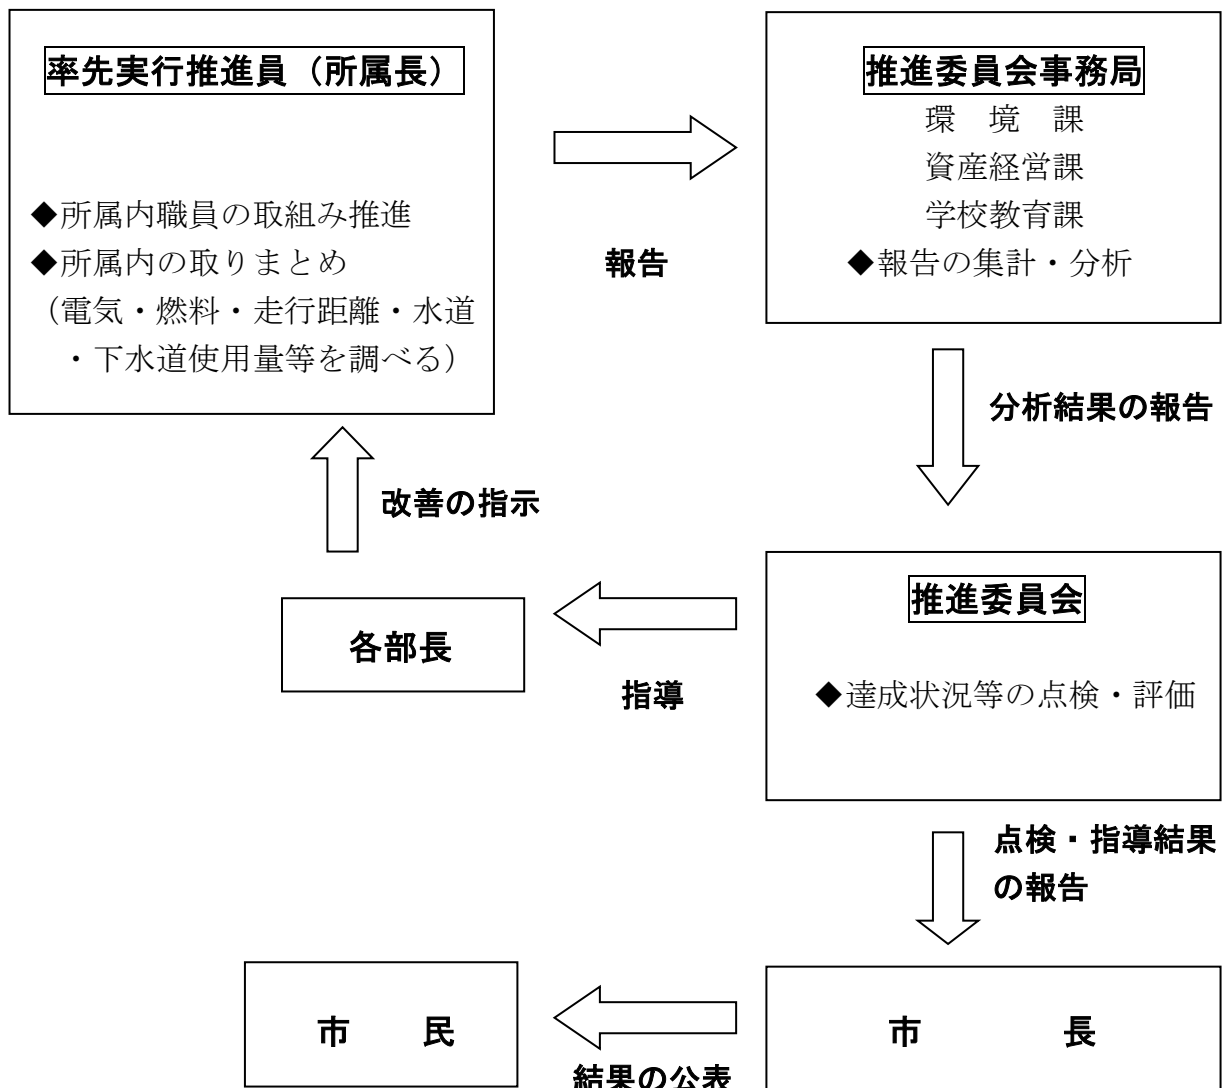 率先実行推進員（所属長）
◆所属内職員の取組み推進
◆所属内の取りまとめ
（電気・燃料・走行距離・水道
・下水道使用量等を調べる）
報告
推進委員会事務局
環　境　課
資産経営課
学校教育課
◆報告の集計・分析
分析結果の報告
改善の指示
各部長
指導
推進委員会
◆達成状況等の点検・評価
点検・指導結果
の報告
市　　民
結果の公表
市　　　　長